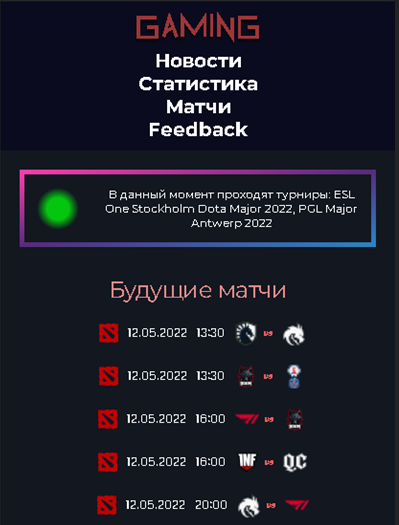 GAMING
Новости
Статистика
Матчи
Feedback
В данный момент проходят турниры: ESL
One Stockholm Dota Major 2022, PGL Major
Antwerp 2022
Будущие матчи
12.05.2022 13:30 vs
12.05.2022 13:30 vs
12.05.2022 16:00 vs
12.05.2022 16:00 INF vs QC
12.05.2022 20:00 vs